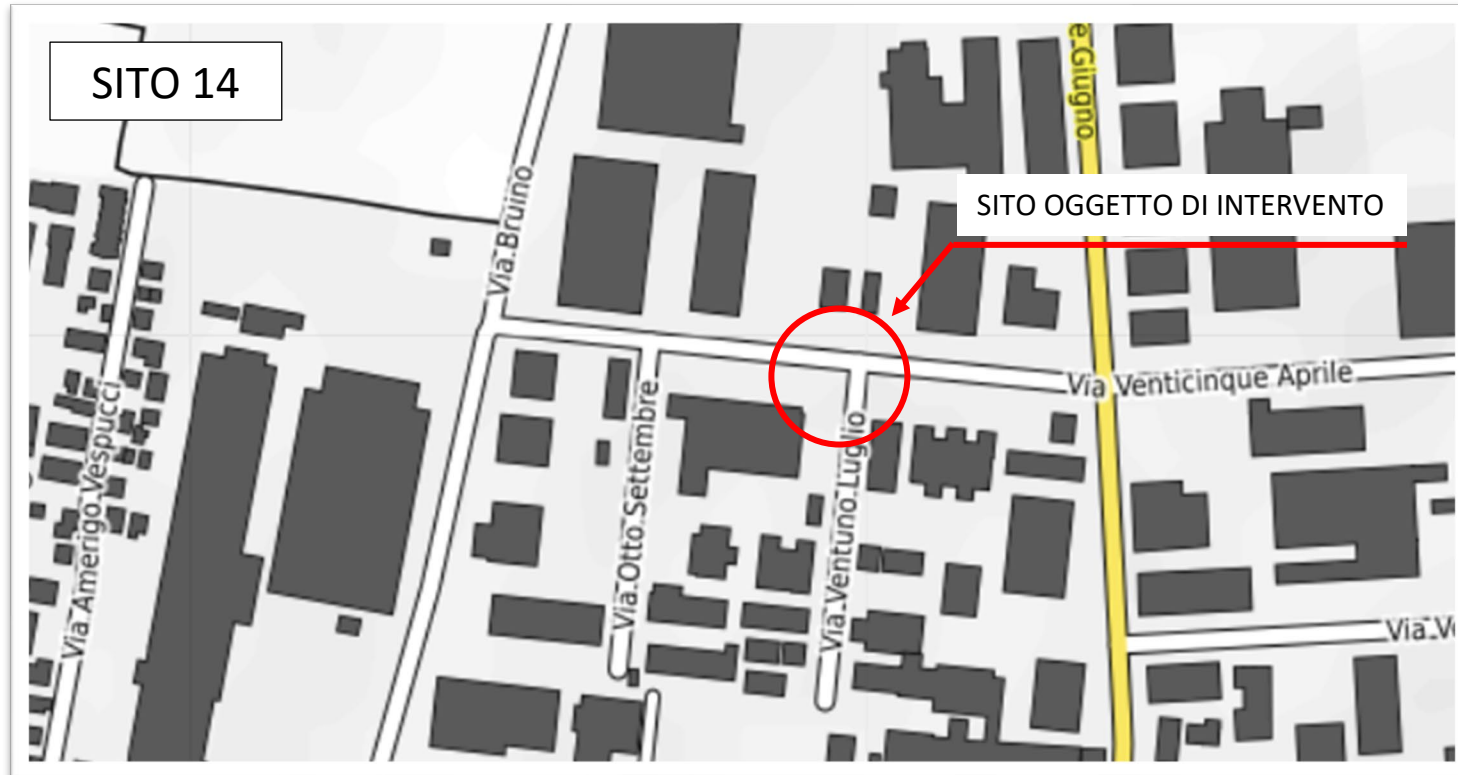 SITO 14
e Giugno
Via Bruino
SITO OGGETTO DI INTERVENTO
Via Venticinque Aprile
Via Amerigo Vespucci
Via Otto Settembre
Via Ventuno Luglio
Via V